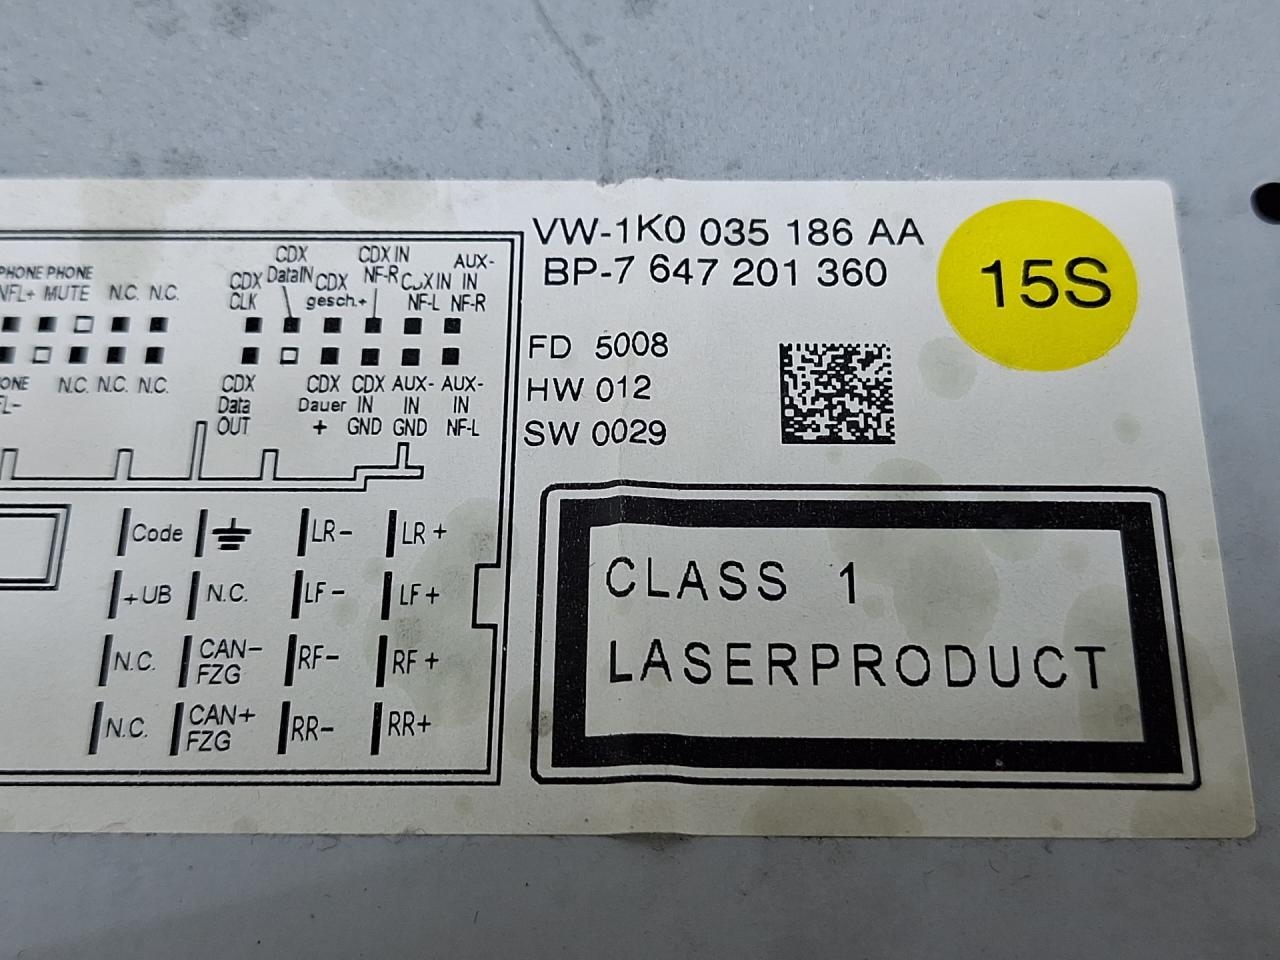 VW-1K0 035 186 AA
BP-7 647 201 360
15S
FD 5008
HW 012
SW 0029
CLASS 1
LASERPRODUCT
PHONE PHONE
NFL+ MUTE N.C. N.C.
CDX
CLK
CDX
DataIN
CDX
gesch.+
CDX IN
NF-R
CDX IN
NF-L
AUX-
IN
NF-R
N.C. N.C. N.C.
CDX
Data
OUT
CDX
Dauer
+
CDX
IN
GND
AUX-
IN
GND
AUX-
IN
NF-L
Code LR- LR+
+UB N.C. LF- LF+
N.C. CAN-
FZG RF- RF+
N.C. CAN+
FZG RR- RR+